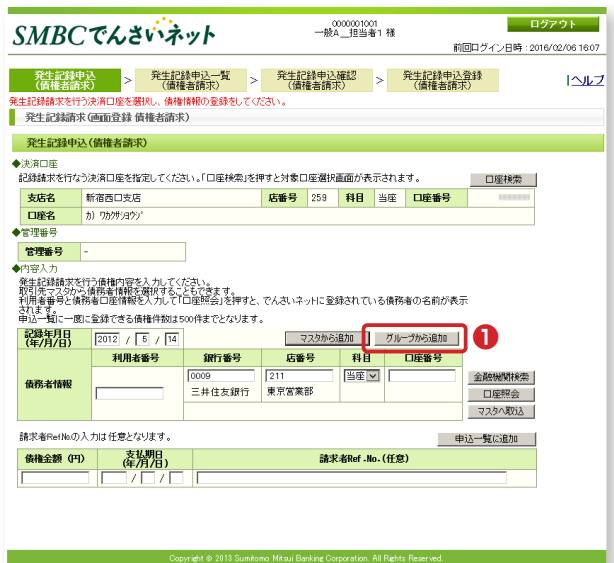 SMBCでんさいネット
0000001001
一般A__担当者1 様
ログアウト
前回ログイン日時：2016/02/06 16:07
発生記録申込
（債権者請求）
>
発生記録申込一覧
（債権者請求）
>
発生記録申込確認
（債権者請求）
>
発生記録申込登録
（債権者請求）
|ヘルプ
発生記録請求を行う決済口座を選択し、債権情報の登録をしてください。
発生記録請求（画面登録 債権者請求）
発生記録申込（債権者請求）
◆決済口座
記録請求を行なう決済口座を指定してください。「口座検索」を押すと対象口座選択画面が表示されます。
口座検索
支店名 新宿西口支店 店番号 259 科目 当座 口座番号
口座名 カ）ワカクサシヨウジ
◆管理番号
管理番号 -
◆内容入力
発生記録請求を行う債権内容を入力してください。
取引先マスタから債務者情報を選択することもできます。
利用者番号と債務者口座情報を入力して「口座照会」を押すと、でんさいネットに登録されている債務者の名前が表示
されます。
申込一覧に一度に登録できる債権件数は500件までとなります。
記録年月日
（年/月/日）
2012 / 5 / 14
マスタから追加
グループから追加
1
利用者番号 銀行番号 店番号 科目 口座番号
債務者情報
0009 211 当座
三井住友銀行 東京営業部
金融機関検索
口座照会
マスタへ取込
請求者RefNo.の入力は任意となります。
申込一覧に追加
債権金額（円）
支払期日
（年/月/日）
請求者Ref.No.（任意）
/ /
Copyright © 2013 Sumitomo Mitsui Banking Corporation. All Rights Reserved.